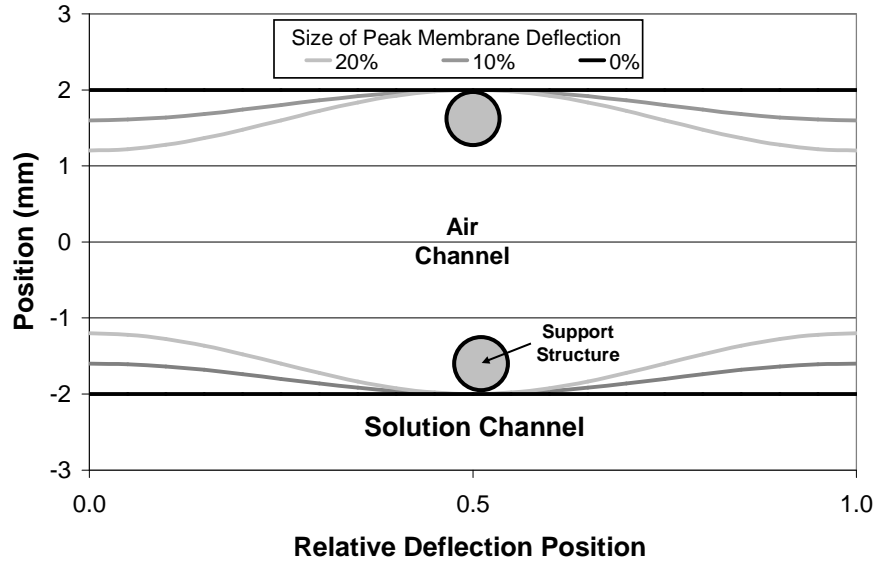 3
Size of Peak Membrane Deflection
20% 10% 0%
2
1
Air
Channel
0
Position (mm)
-1
Support
Structure
-2
Solution Channel
-3
0.0 0.5 1.0
Relative Deflection Position